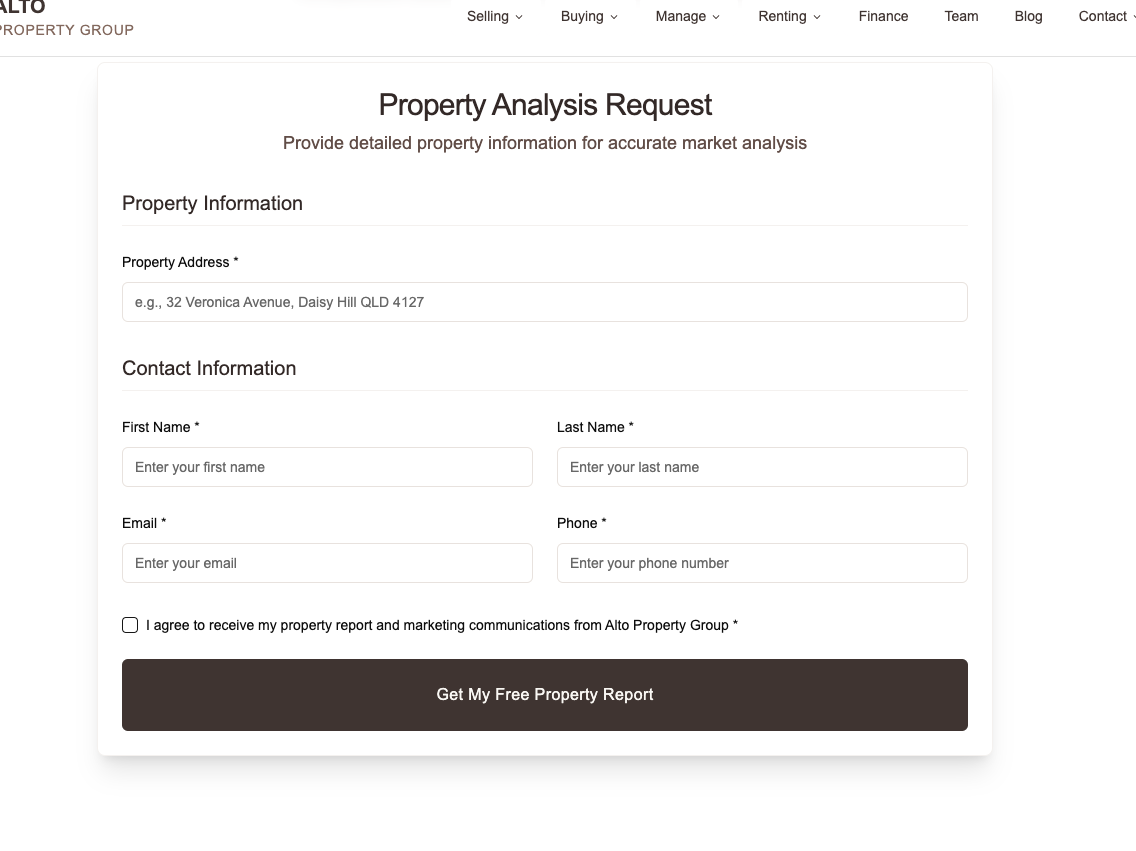 ALTO
PROPERTY GROUP
Selling Buying Manage Renting Finance Team Blog Contact
Property Analysis Request
Provide detailed property information for accurate market analysis
Property Information
Property Address *
e.g., 32 Veronica Avenue, Daisy Hill QLD 4127
Contact Information
First Name * Last Name *
Enter your first name Enter your last name
Email * Phone *
Enter your email Enter your phone number
I agree to receive my property report and marketing communications from Alto Property Group *
Get My Free Property Report